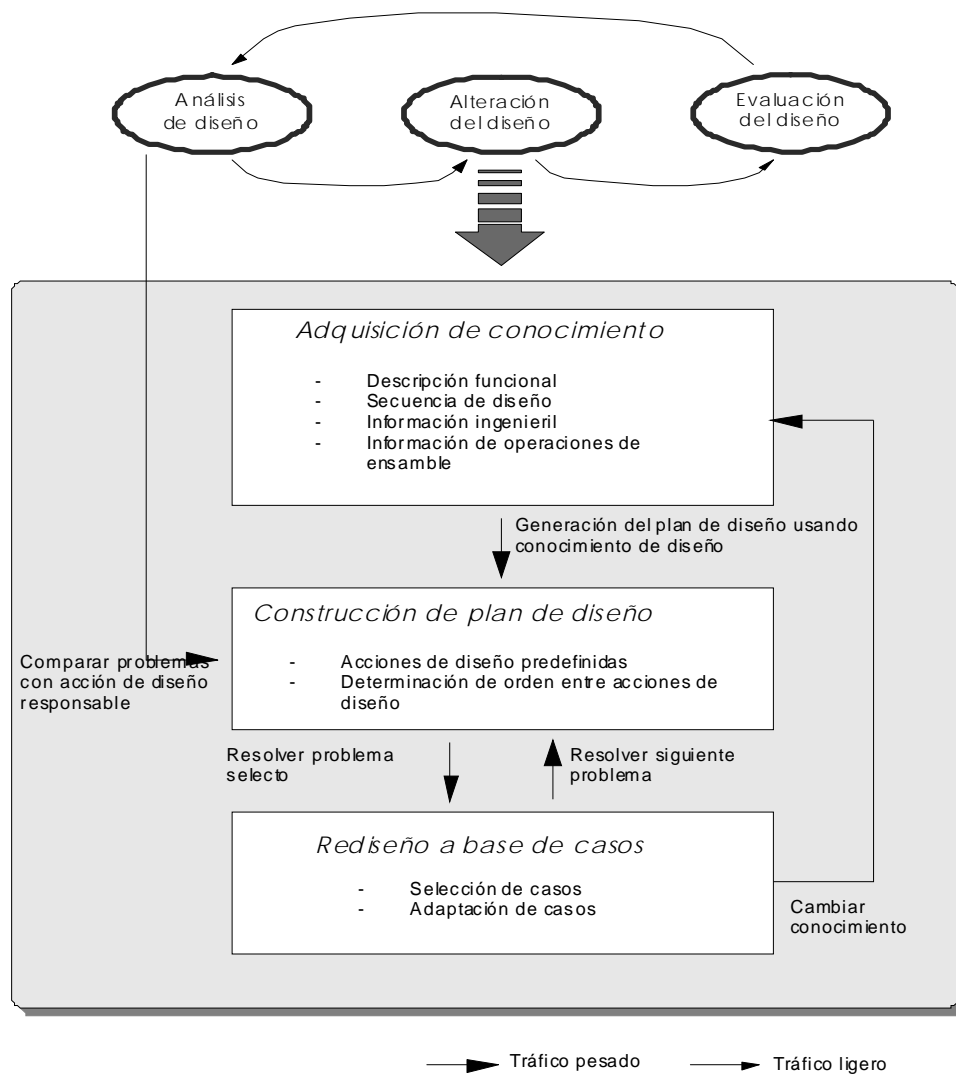 Análisis
de diseño
Alteración
del diseño
Evaluación
del diseño
Adquisición de conocimiento
- Descripción funcional
- Secuencia de diseño
- Información ingenieril
- Información de operaciones de
ensamble
Generación del plan de diseño usando
conocimiento de diseño
Construcción de plan de diseño
- Acciones de diseño predefinidas
- Determinación de orden entre acciones de
diseño
Comparar problemas
con acción de diseño
responsable
Resolver problema
selecto
Resolver siguiente
problema
Rediseño a base de casos
- Selección de casos
- Adaptación de casos
Cambiar
conocimiento
Tráfico pesado
Tráfico ligero